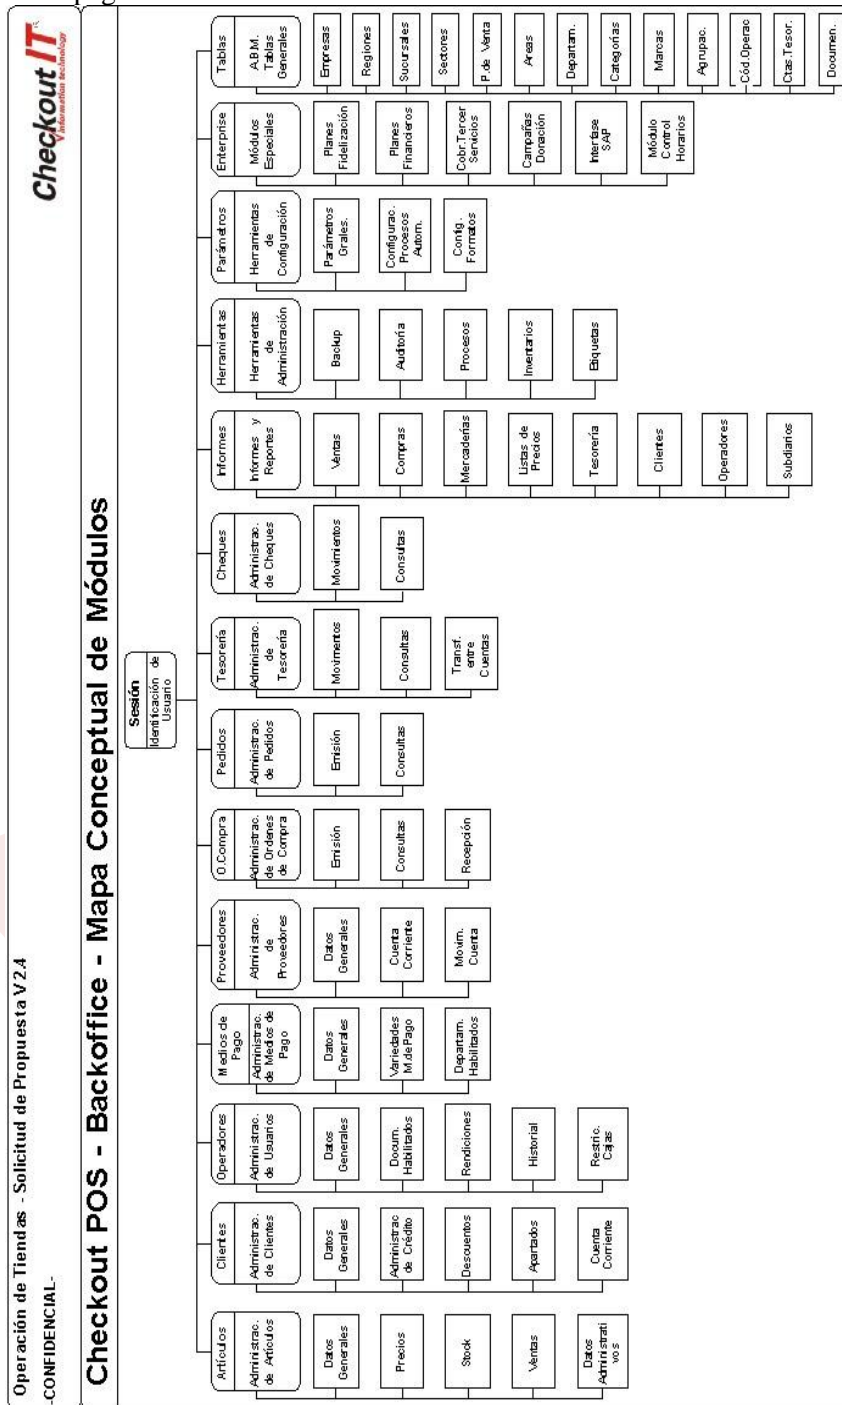 pag
Operación de Tiendas - Solicitud de Propuesta V 2.4
-CONFIDENCIAL-
Checkout IT
information technology
Checkout POS - Backoffice - Mapa Conceptual de Módulos
Sesión
Identificación de
Usuario
Artículos
Administrac.
de Artículos
Datos
Generales
Precios
Stock
Ventas
Datos
Administrati
vos
Clientes
Administrac.
de Clientes
Datos
Generales
Administrac
de Crédito
Descuentos
Apartados
Cuenta
Corriente
Operadores
Administrac.
de Usuarios
Datos
Generales
Docum.
Habilitados
Rendiciones
Historial
Restric.
Cajas
Medios de
Pago
Administrac.
de Medios de
Pago
Datos
Generales
Variedades
M.de Pago
Departam.
Habilitados
Proveedores
Administrac.
de
Proveedores
Datos
Generales
Cuenta
Corriente
Movim.
Cuenta
O.Compra
Administrac.
de Ordenes
de Compra
Emisión
Consultas
Recepción
Pedidos
Administrac.
de Pedidos
Emisión
Consultas
Tesorería
Administrac.
de
Tesorería
Movimentos
Consultas
Transf.
entre
Cuentas
Cheques
Administrac.
de Cheques
Movimientos
Consultas
Informes
Informes y
Reportes
Ventas
Compras
Mercaderías
Listas de
Precios
Tesorería
Clientes
Operadores
Subdiarios
Herramientas
Herramientas
de
Administración
Backup
Auditoría
Procesos
Inventarios
Etiquetas
Parámetros
Herramientas
de
Configuración
Parámetros
Grales.
Configurac.
Procesos
Autom.
Config.
Formatos
Enterprise
Módulos
Especiales
Planes
Fidelización
Planes
Financieros
Cobr.Tercer
Servicios
Campañas
Donación
Interfase
SAP
Módulo
Control
Horarios
Tablas
A.B.M.
Tablas
Generales
Empresas
Regiones
Sucursales
Sectores
P.de Venta
Areas
Departam.
Categorías
Marcas
Agrupac.
Cód.Operac
Ctas.Tesor.
Documen.